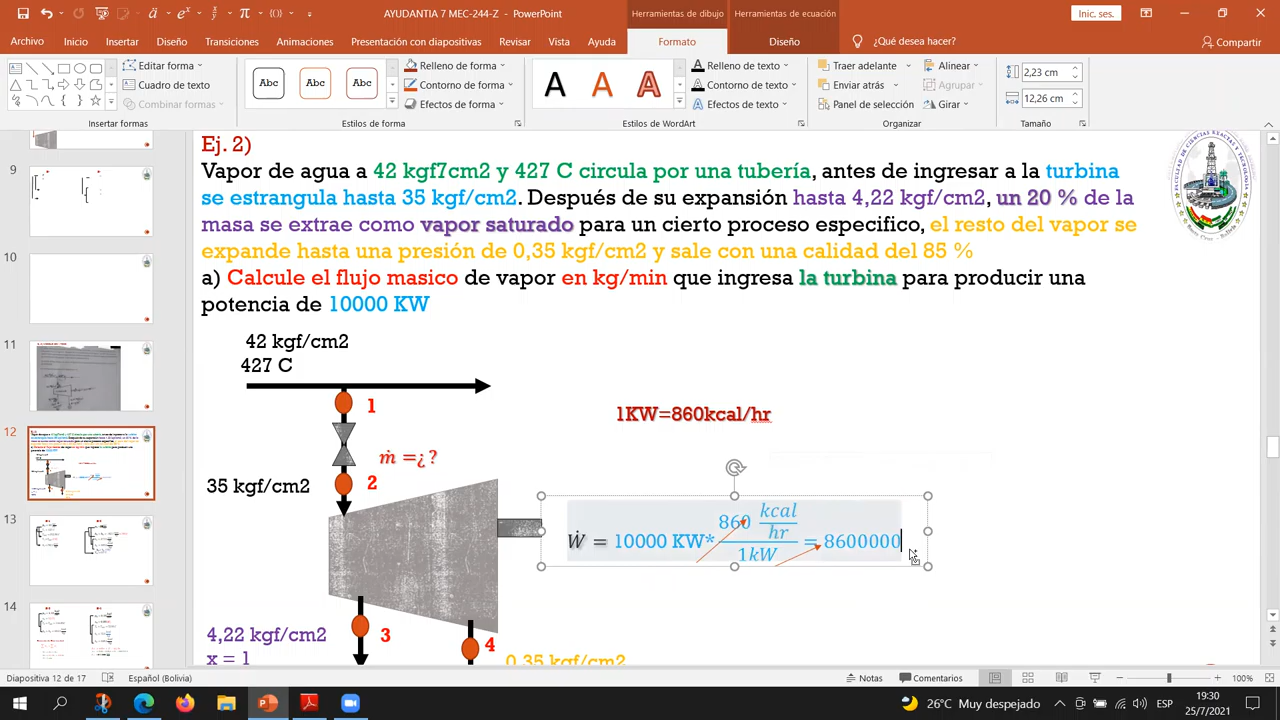 AYUDANTIA 7 MEC-244-Z - PowerPoint
Herramientas de dibujo
Herramientas de ecuación
Inic. ses.
Archivo Inicio Insertar Diseño Transiciones Animaciones Presentación con diapositivas Revisar Vista Ayuda Formato Diseño ¿Qué desea hacer? Compartir
Editar forma
Cuadro de texto
Combinar formas
Insertar formas
Abc Abc Abc
Relleno de forma
Contorno de forma
Efectos de forma
Estilos de forma
A A A
Relleno de texto
Contorno de texto
Efectos de texto
Estilos de WordArt
Traer adelante
Enviar atrás
Panel de selección
Alinear
Agrupar
Girar
Organizar
2,23 cm
12,26 cm
Tamaño
9
10
11
12
13
14
Ej. 2)
Vapor de agua a 42 kgf7cm2 y 427 C circula por una tubería, antes de ingresar a la turbina
se estrangula hasta 35 kgf/cm2. Después de su expansión hasta 4,22 kgf/cm2, un 20 % de la
masa se extrae como vapor saturado para un cierto proceso especifico, el resto del vapor se
expande hasta una presión de 0,35 kgf/cm2 y sale con una calidad del 85 %
a) Calcule el flujo masico de vapor en kg/min que ingresa la turbina para producir una
potencia de 10000 KW
42 kgf/cm2
427 C
1
1KW=860kcal/hr
ṁ =¿ ?
35 kgf/cm2
2
Ẇ = 10000 KW* 860 kcal/hr / 1kW = 8600000
4,22 kgf/cm2
x = 1
3
4
0,35 kgf/cm2
Diapositiva 12 de 17
Español (Bolivia)
Notas
Comentarios
100%
26°C Muy despejado
ESP
19:30
25/7/2021